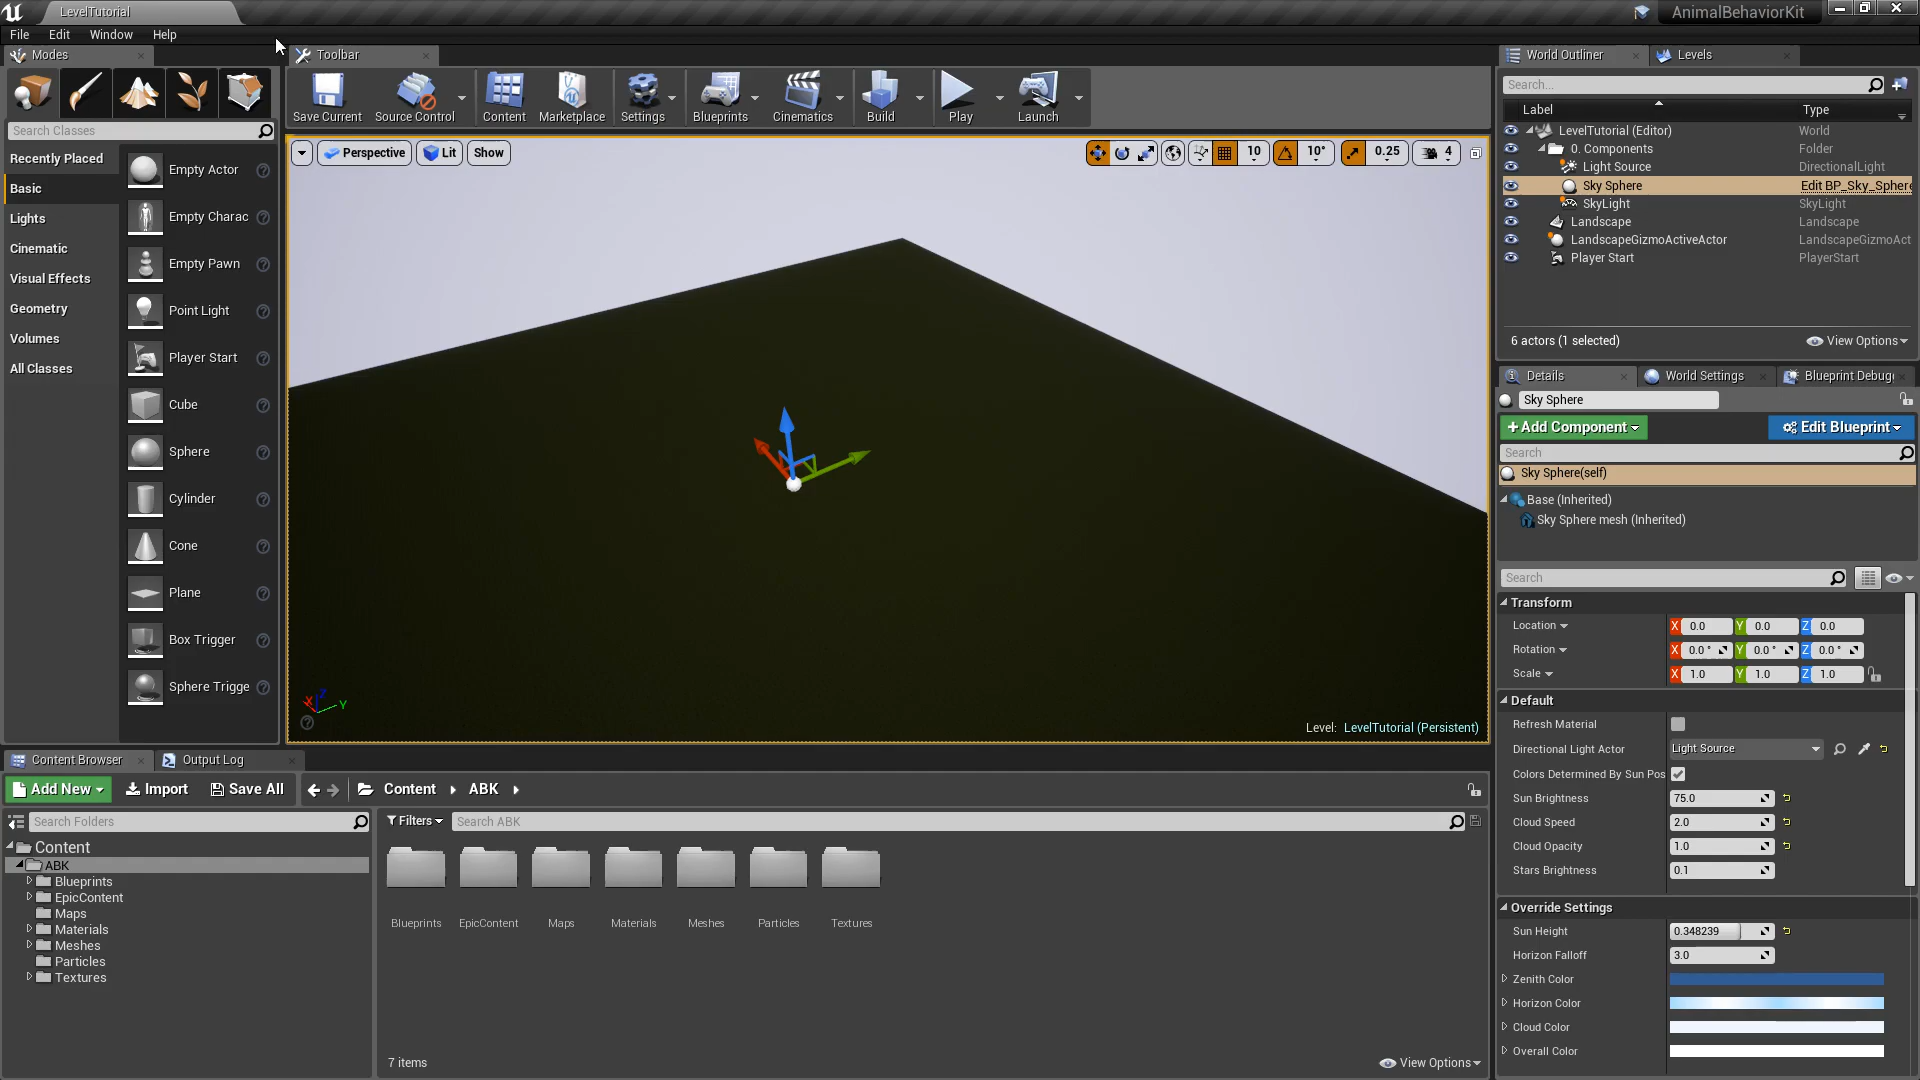 LevelTutorial
AnimalBehaviorKit
File Edit Window Help
Modes
Toolbar
Search Classes
Recently Placed
Basic
Lights
Cinematic
Visual Effects
Geometry
Volumes
All Classes
Empty Actor
Empty Charac
Empty Pawn
Point Light
Player Start
Cube
Sphere
Cylinder
Cone
Plane
Box Trigger
Sphere Trigge
Save Current Source Control Content Marketplace Settings Blueprints Cinematics Build Play Launch
Perspective Lit Show
10 10° 0.25 4
X Z Y
Level: LevelTutorial (Persistent)
World Outliner Levels
Search...
Label Type
LevelTutorial (Editor) World
0. Components Folder
Light Source DirectionalLight
Sky Sphere Edit BP_Sky_Sphere
SkyLight SkyLight
Landscape Landscape
LandscapeGizmoActiveActor LandscapeGizmoAct
Player Start PlayerStart
6 actors (1 selected) View Options
Details World Settings Blueprint Debug
Sky Sphere
+Add Component Edit Blueprint
Search
Sky Sphere(self)
Base (Inherited)
Sky Sphere mesh (Inherited)
Search
Transform
Location X 0.0 Y 0.0 Z 0.0
Rotation X 0.0 ° Y 0.0 ° Z 0.0 °
Scale X 1.0 Y 1.0 Z 1.0
Default
Refresh Material
Directional Light Actor Light Source
Colors Determined By Sun Pos
Sun Brightness 75.0
Cloud Speed 2.0
Cloud Opacity 1.0
Stars Brightness 0.1
Override Settings
Sun Height 0.348239
Horizon Falloff 3.0
Zenith Color
Horizon Color
Cloud Color
Overall Color
Content Browser Output Log
Add New Import Save All Content ABK
Search Folders
Content
ABK
Blueprints
EpicContent
Maps
Materials
Meshes
Particles
Textures
Filters Search ABK
Blueprints EpicContent Maps Materials Meshes Particles Textures
7 items View Options